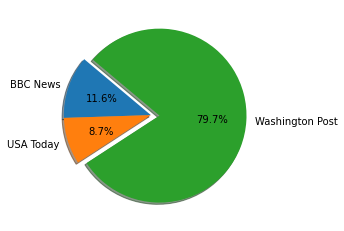 BBC News
11.6%
79.7%
Washington Post
8.7%
USA Today